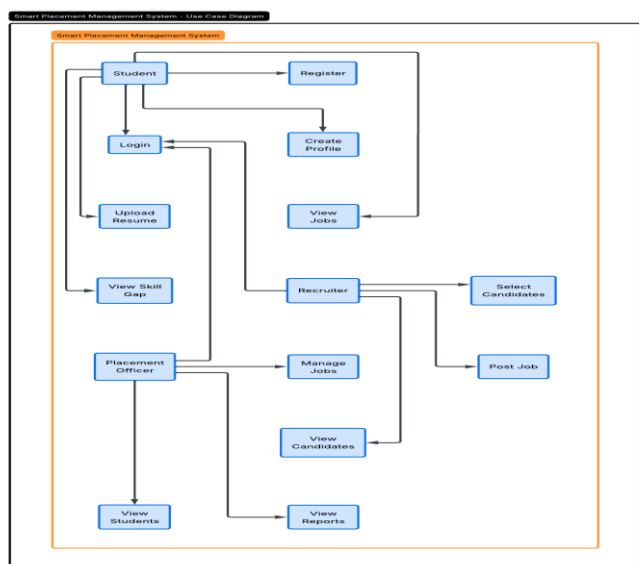 Smart Placement Management System - Use Case Diagram
Smart Placement Management System
Student
Register
Login
Create
Profile
Upload
Resume
View
Jobs
View Skill
Gap
Recruiter
Select
Candidates
Placement
Officer
Manage
Jobs
Post Job
View
Candidates
View
Students
View
Reports